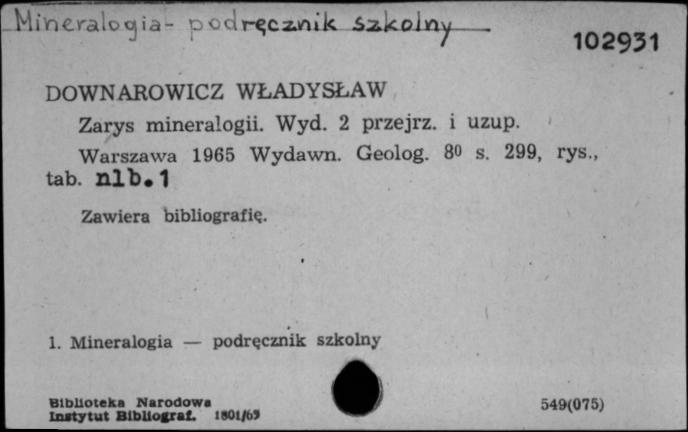 Mineralogia - podręcznik szkolny
102931
DOWNAROWICZ WŁADYSŁAW
Zarys mineralogii. Wyd. 2 przejrz. i uzup.
Warszawa 1965 Wydawn. Geolog. 8⁰ s. 299, rys.,
tab. nlb. 1
Zawiera bibliografię.
1. Mineralogia — podręcznik szkolny
Biblioteka Narodowa
Instytut Bibliograf. 1801/65
549(075)